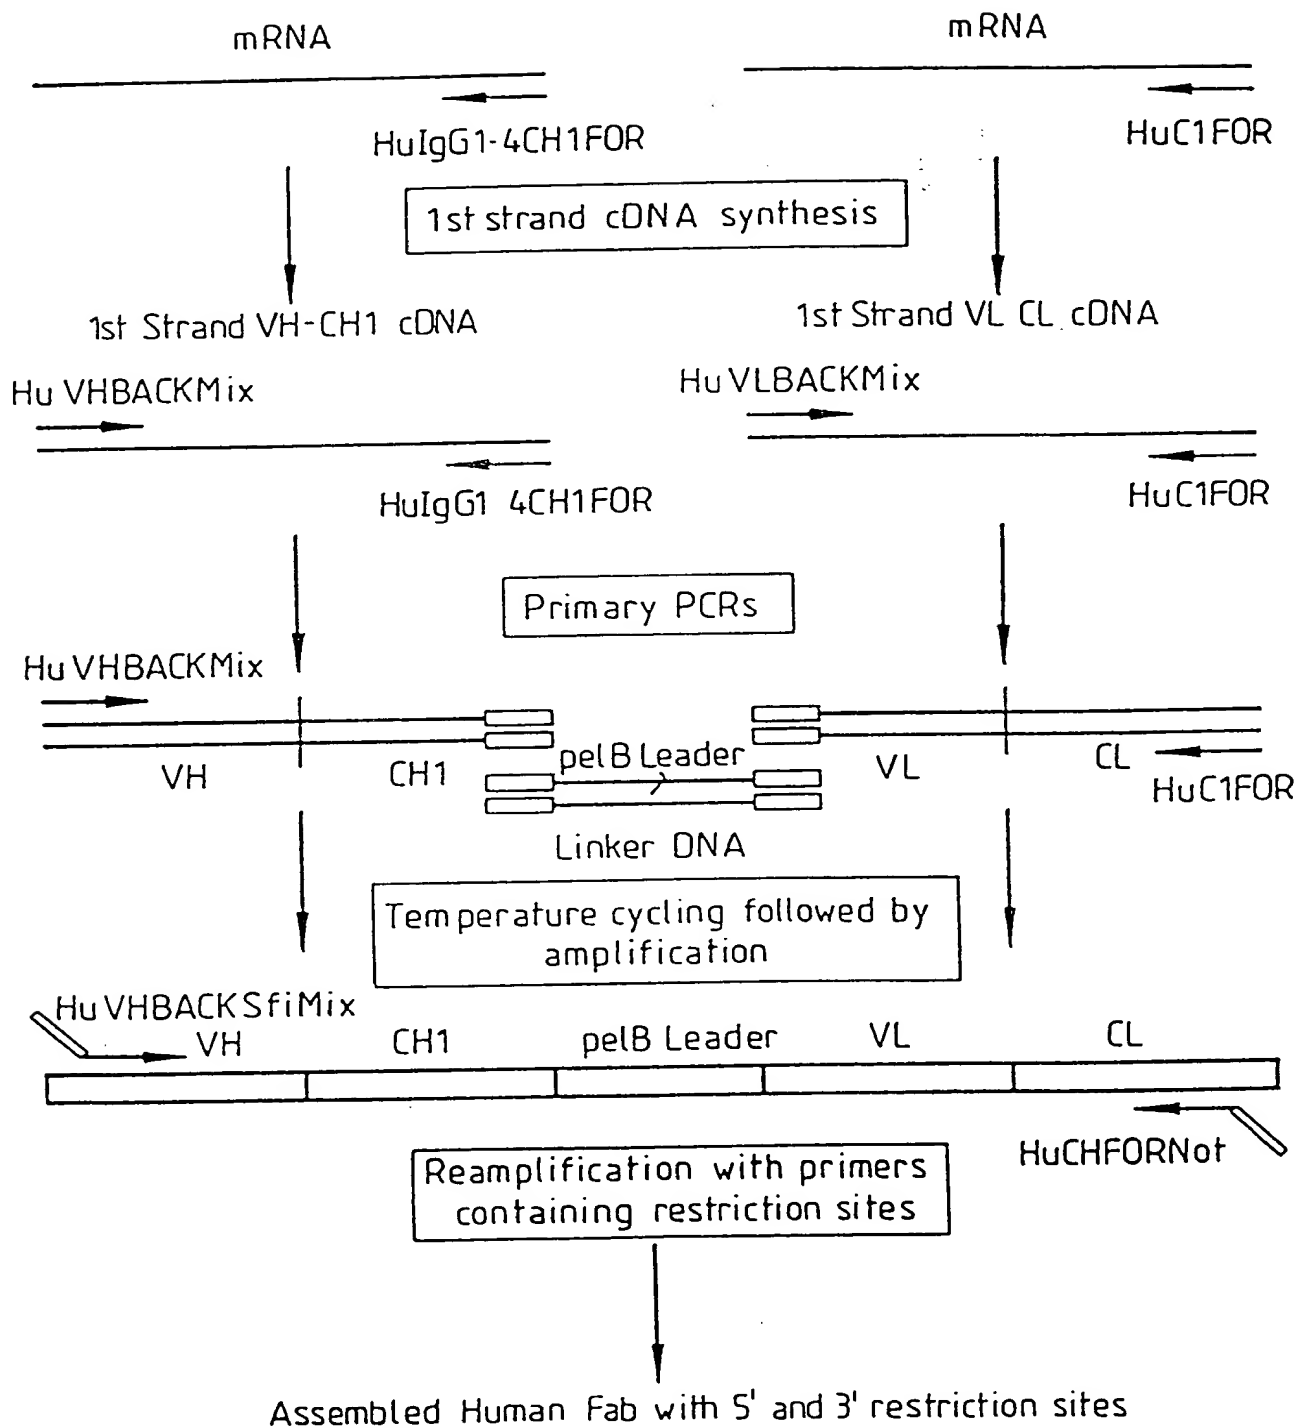 mRNA
mRNA
HuIgG1-4CH1FOR
HuC1FOR
1st strand cDNA synthesis
1st Strand VH-CH1 cDNA
1st Strand VL CL cDNA
Hu VHBACKMix
Hu VLBACKMix
HuIgG1 4CH1FOR
HuC1FOR
Primary PCRs
Hu VHBACKMix
VH
CH1
pelB Leader
VL
CL
HuC1FOR
Linker DNA
Temperature cycling followed by
amplification
Hu VHBACKSfiMix
VH
CH1
pelB Leader
VL
CL
HuCHFORNot
Reamplification with primers
containing restriction sites
Assembled Human Fab with 5' and 3' restriction sites